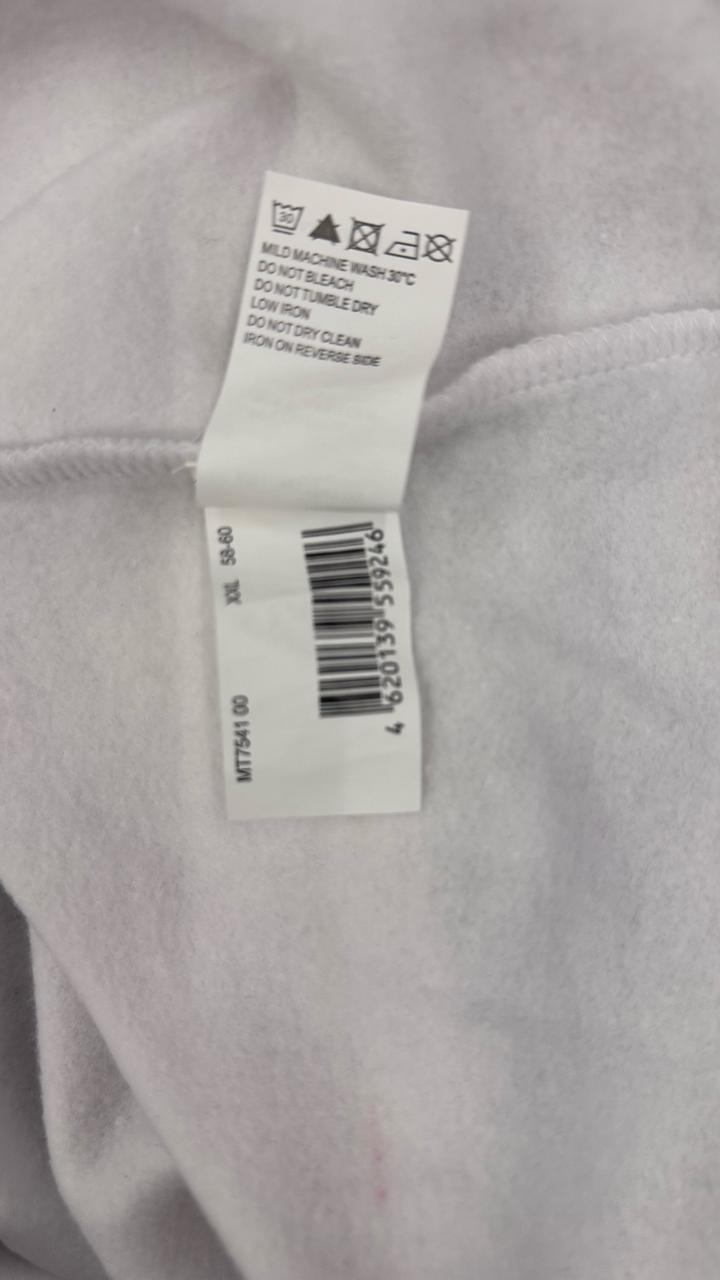 30
MILD MACHINE WASH 30°C
DO NOT BLEACH
DO NOT TUMBLE DRY
LOW IRON
DO NOT DRY CLEAN
IRON ON REVERSE SIDE
MT7541 00 XXL 58-60
4 620139 559246